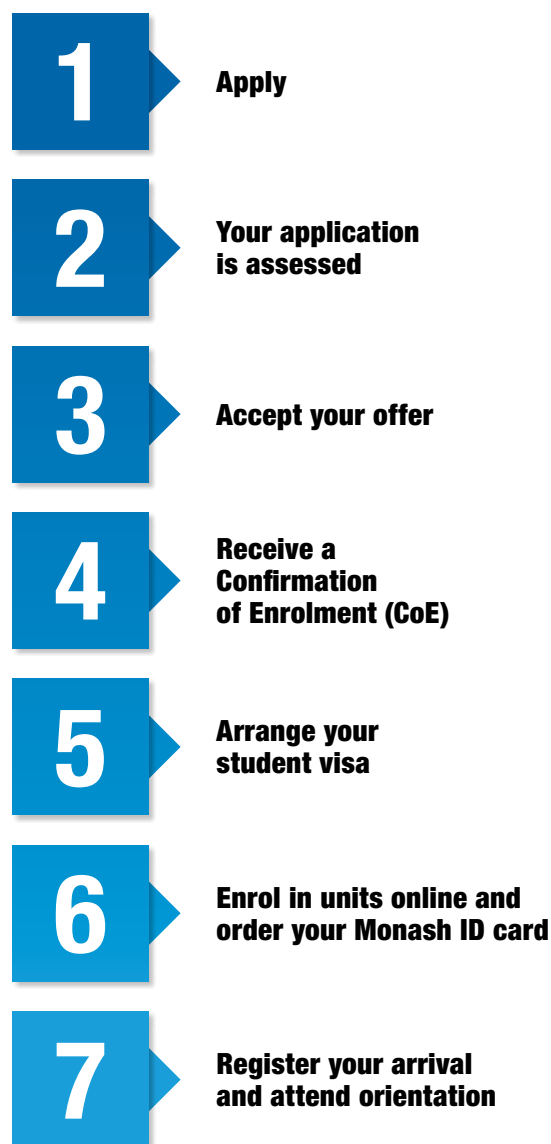 1
Apply
2
Your application
is assessed
3
Accept your offer
4
Receive a
Confirmation
of Enrolment (CoE)
5
Arrange your
student visa
6
Enrol in units online and
order your Monash ID card
7
Register your arrival
and attend orientation